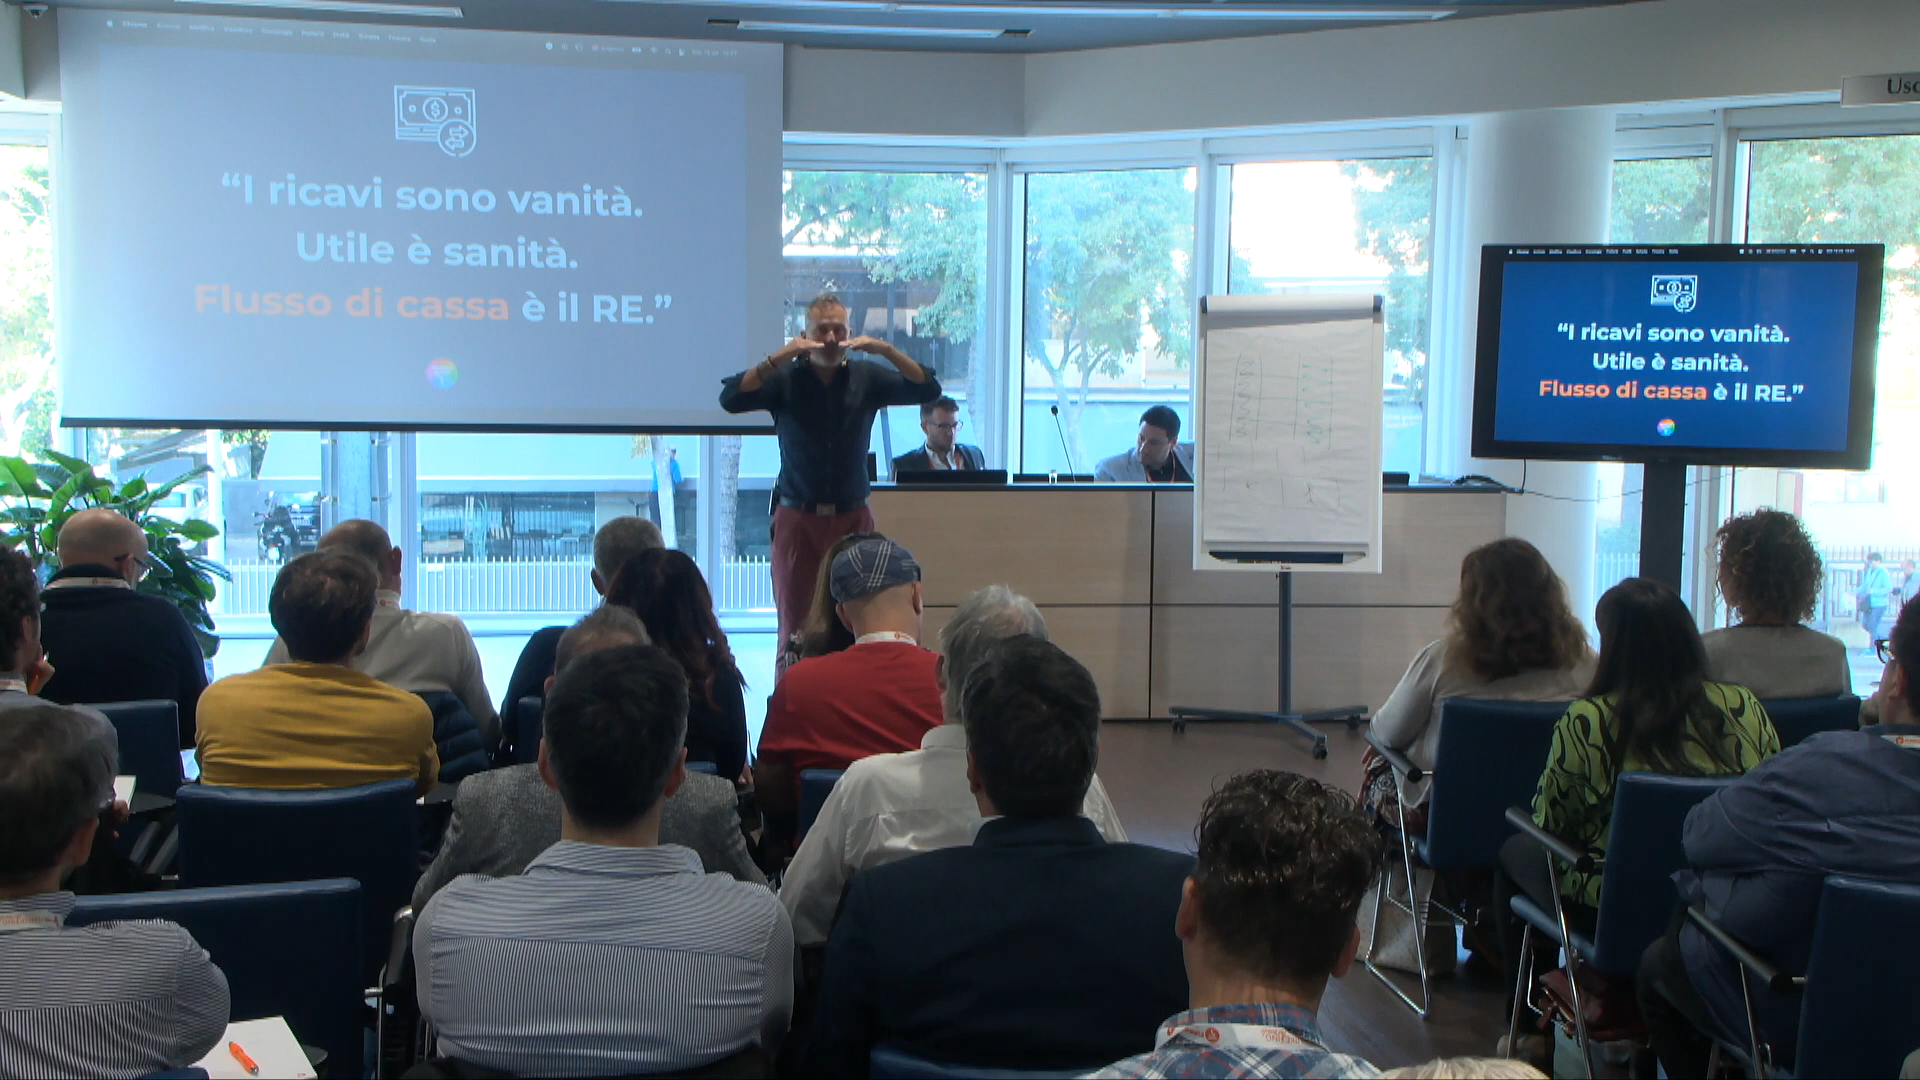 “I ricavi sono vanità.
Utile è sanità.
Flusso di cassa è il RE.”
“I ricavi sono vanità.
Utile è sanità.
Flusso di cassa è il RE.”